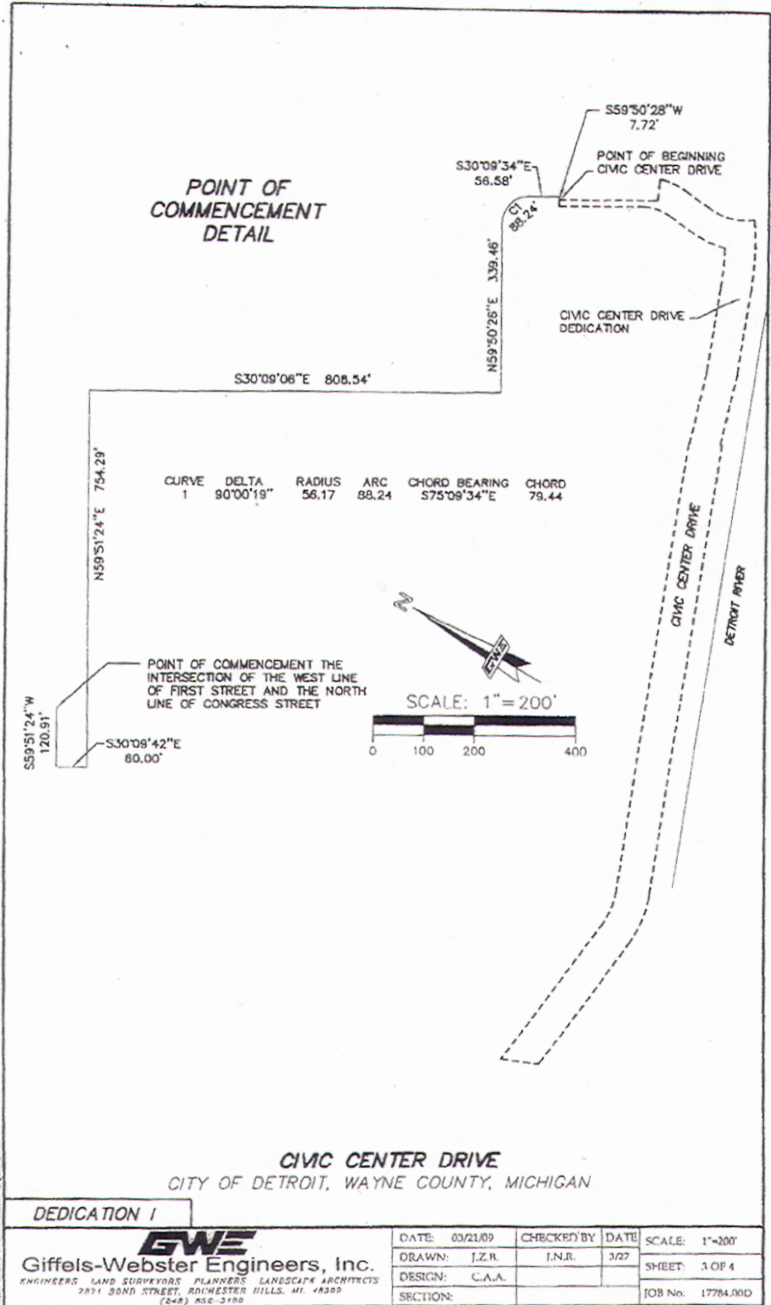 S59°50'28"W
7.72'
POINT OF BEGINNING
CIVIC CENTER DRIVE
S30°09'34"E
56.58'
POINT OF
COMMENCEMENT
DETAIL
C1
88.24'
N59°50'26"E 339.46'
CIVIC CENTER DRIVE
DEDICATION
S30°09'06"E 808.54'
N59°51'24"E 754.29'
CURVE DELTA RADIUS ARC CHORD BEARING CHORD
1 90°00'19" 56.17 88.24 S75°09'34"E 79.44
CIVIC CENTER DRIVE
DETROIT RIVER
N
GWE
POINT OF COMMENCEMENT THE
INTERSECTION OF THE WEST LINE
OF FIRST STREET AND THE NORTH
LINE OF CONGRESS STREET
SCALE: 1"=200'
0 100 200 400
S59°51'24"W
120.91'
S30°09'42"E
80.00'
CIVIC CENTER DRIVE
CITY OF DETROIT, WAYNE COUNTY, MICHIGAN
DEDICATION 1
GWE
Giffels-Webster Engineers, Inc.
ENGINEERS LAND SURVEYORS PLANNERS LANDSCAPE ARCHITECTS
2871 BOND STREET, ROCHESTER HILLS, MI. 48309
(248) 852-3100
DATE: 03/21/09 CHECKED BY DATE SCALE: 1"=200'
DRAWN: J.Z.R. J.N.R. 3/27
SHEET: 3 OF 4
DESIGN: C.A.A.
SECTION:
JOB No. 17784.00D